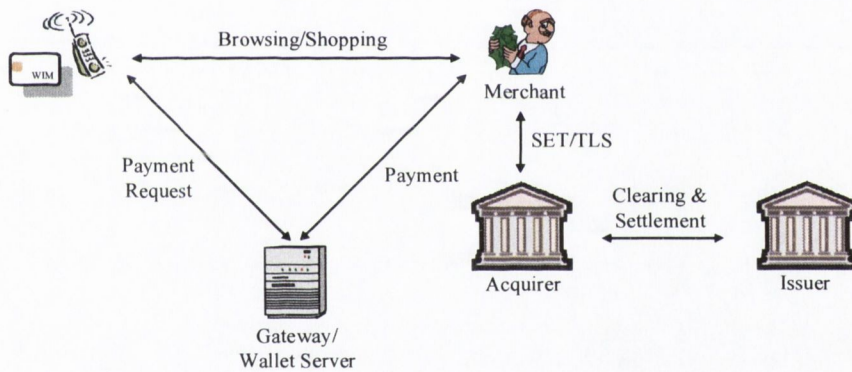 Browsing/Shopping
WIM
Merchant
SET/TLS
Payment
Request
Payment
Clearing &
Settlement
Acquirer
Issuer
Gateway/
Wallet Server